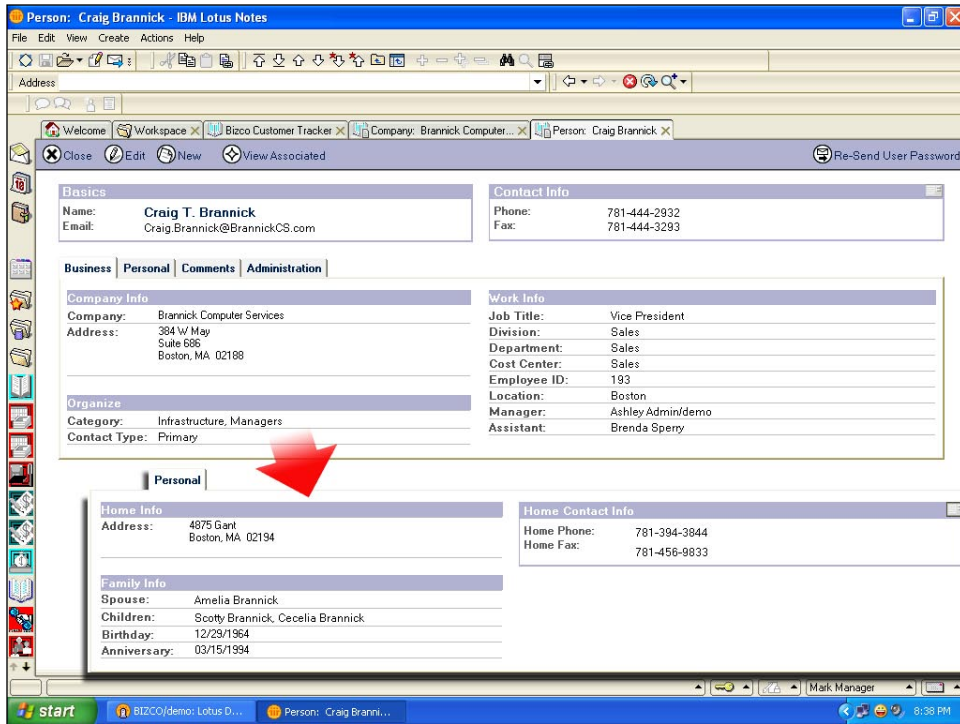 Person: Craig Brannick - IBM Lotus Notes
File Edit View Create Actions Help
Address
Welcome Workspace Bizco Customer Tracker Company: Brannick Computer... Person: Craig Brannick
Close Edit New View Associated Re-Send User Password
Basics
Name: Craig T. Brannick
Email: Craig.Brannick@BrannickCS.com
Contact Info
Phone: 781-444-2932
Fax: 781-444-3293
Business Personal Comments Administration
Company Info
Company: Brannick Computer Services
Address: 384 W May
Suite 686
Boston, MA 02188
Organize
Category: Infrastructure, Managers
Contact Type: Primary
Work Info
Job Title: Vice President
Division: Sales
Department: Sales
Cost Center: Sales
Employee ID: 193
Location: Boston
Manager: Ashley Admin/demo
Assistant: Brenda Sperry
Personal
Home Info
Address: 4875 Gant
Boston, MA 02194
Family Info
Spouse: Amelia Brannick
Children: Scotty Brannick, Cecelia Brannick
Birthday: 12/29/1964
Anniversary: 03/15/1994
Home Contact Info
Home Phone: 781-394-3844
Home Fax: 781-456-9833
Mark Manager
start BIZCO/demo: Lotus D... Person: Craig Branni... 8:38 PM